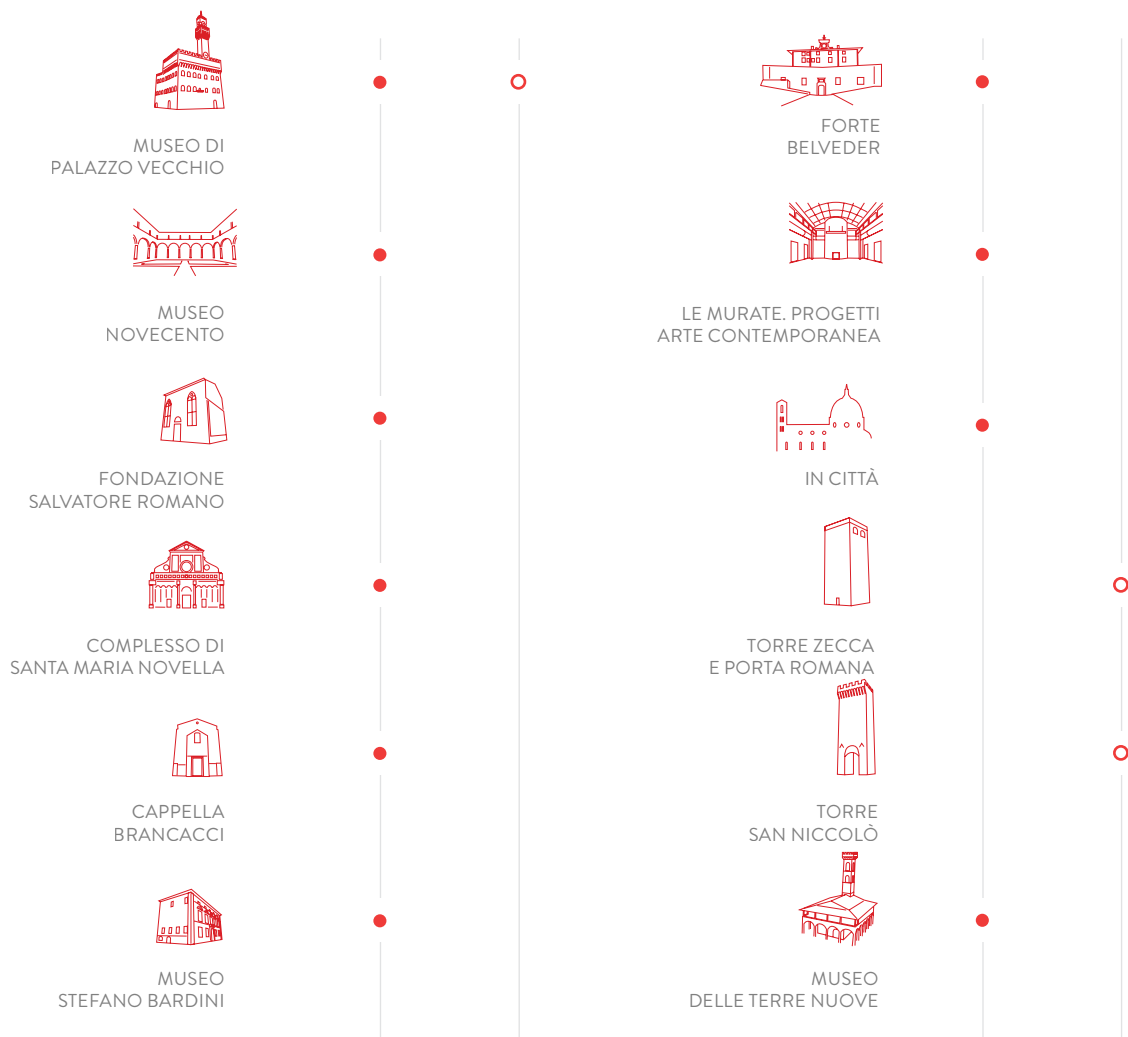 MUSEO DI
PALAZZO VECCHIO
MUSEO
NOVECENTO
FONDAZIONE
SALVATORE ROMANO
COMPLESSO DI
SANTA MARIA NOVELLA
CAPPELLA
BRANCACCI
MUSEO
STEFANO BARDINI
FORTE
BELVEDER
LE MURATE. PROGETTI
ARTE CONTEMPORANEA
IN CITTÀ
TORRE ZECCA
E PORTA ROMANA
TORRE
SAN NICCOLÒ
MUSEO
DELLE TERRE NUOVE